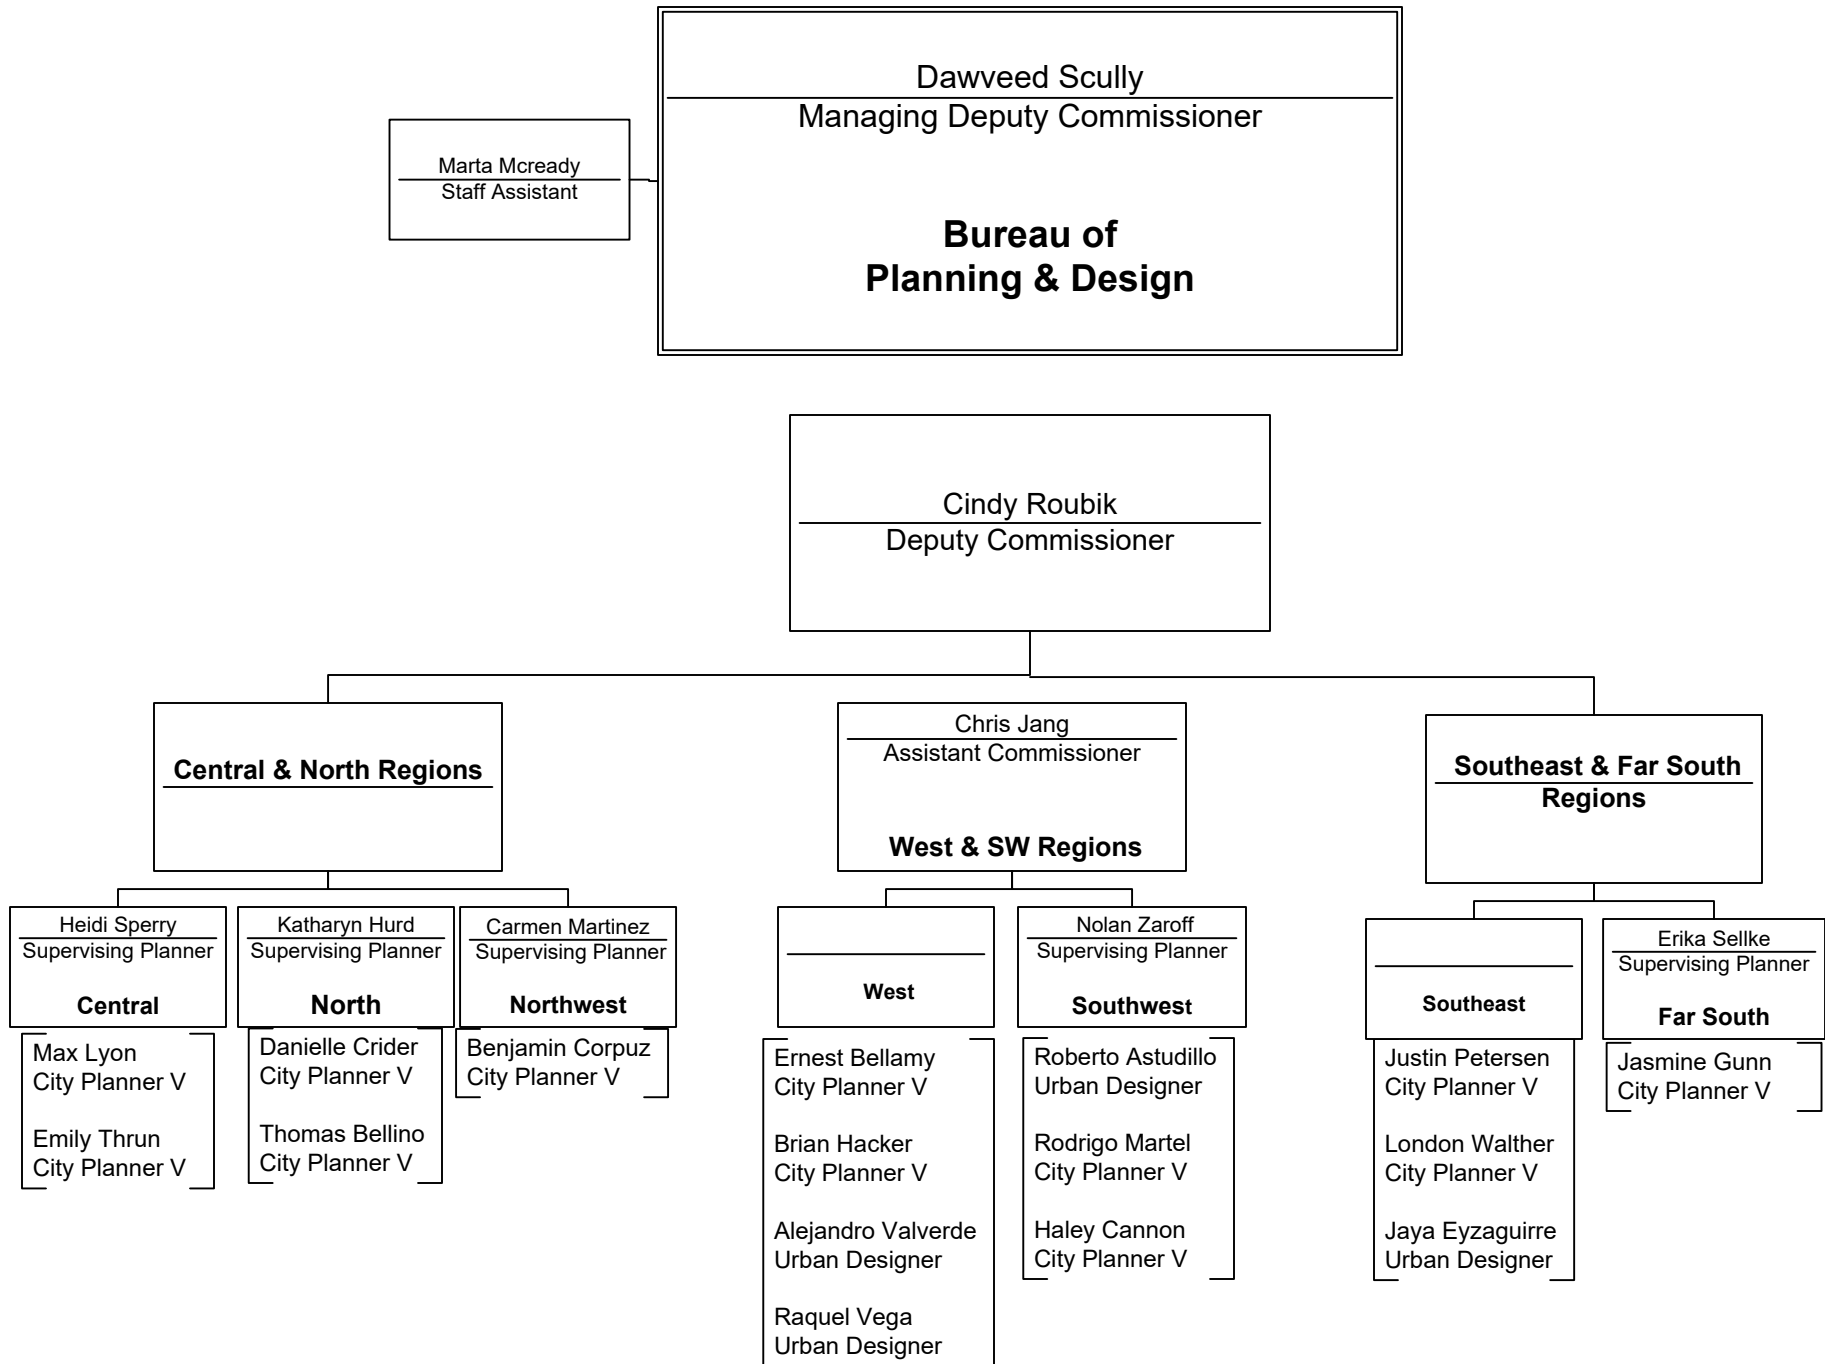 Dawveed Scully
Managing Deputy Commissioner
Bureau of
Planning & Design
Marta Mcready
Staff Assistant
Cindy Roubik
Deputy Commissioner
Central & North Regions
Chris Jang
Assistant Commissioner
West & SW Regions
Southeast & Far South
Regions
Heidi Sperry
Supervising Planner
Central
Max Lyon
City Planner V
Emily Thrun
City Planner V
Katharyn Hurd
Supervising Planner
North
Danielle Crider
City Planner V
Thomas Bellino
City Planner V
Carmen Martinez
Supervising Planner
Northwest
Benjamin Corpuz
City Planner V
West
Ernest Bellamy
City Planner V
Brian Hacker
City Planner V
Alejandro Valverde
Urban Designer
Raquel Vega
Urban Designer
Nolan Zaroff
Supervising Planner
Southwest
Roberto Astudillo
Urban Designer
Rodrigo Martel
City Planner V
Haley Cannon
City Planner V
Southeast
Justin Petersen
City Planner V
London Walther
City Planner V
Jaya Eyzaguirre
Urban Designer
Erika Sellke
Supervising Planner
Far South
Jasmine Gunn
City Planner V